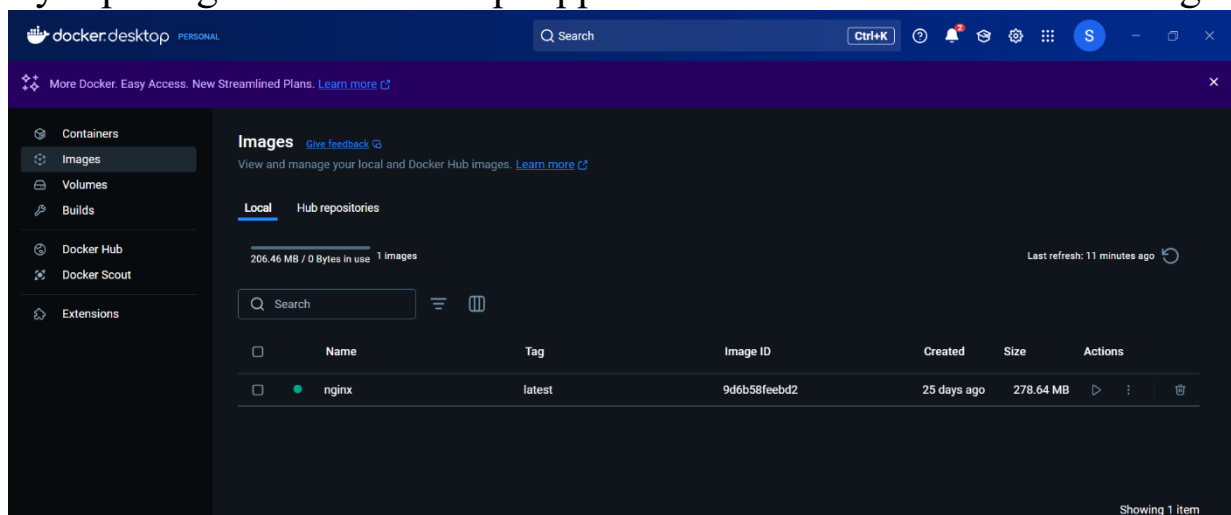 docker.desktop PERSONAL
Search
Ctrl+K
2
S
More Docker. Easy Access. New Streamlined Plans. Learn more
Containers
Images
Volumes
Builds
Docker Hub
Docker Scout
Extensions
Images Give feedback
View and manage your local and Docker Hub images. Learn more
Local Hub repositories
206.46 MB / 0 Bytes in use 1 images
Last refresh: 11 minutes ago
Search
Name Tag Image ID Created Size Actions
nginx latest 9d6b58feebd2 25 days ago 278.64 MB
Showing 1 item